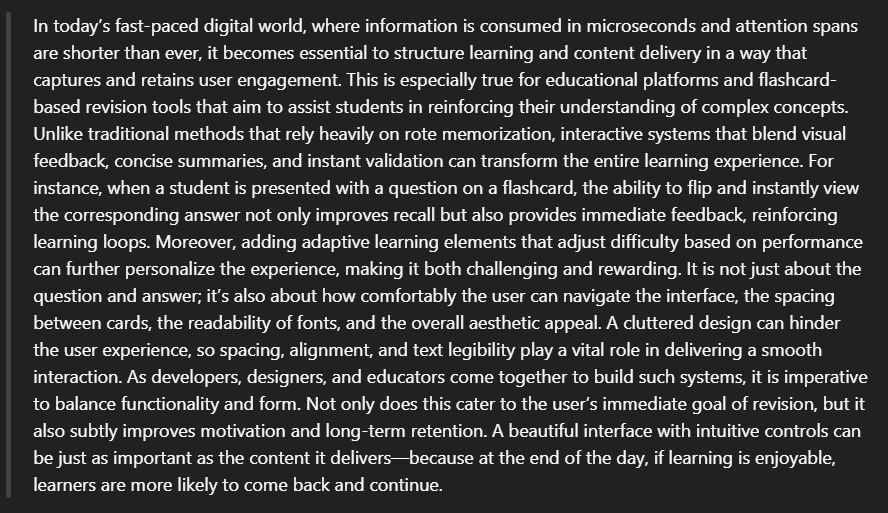 In today’s fast-paced digital world, where information is consumed in microseconds and attention spans
are shorter than ever, it becomes essential to structure learning and content delivery in a way that
captures and retains user engagement. This is especially true for educational platforms and flashcard-
based revision tools that aim to assist students in reinforcing their understanding of complex concepts.
Unlike traditional methods that rely heavily on rote memorization, interactive systems that blend visual
feedback, concise summaries, and instant validation can transform the entire learning experience. For
instance, when a student is presented with a question on a flashcard, the ability to flip and instantly view
the corresponding answer not only improves recall but also provides immediate feedback, reinforcing
learning loops. Moreover, adding adaptive learning elements that adjust difficulty based on performance
can further personalize the experience, making it both challenging and rewarding. It is not just about the
question and answer; it’s also about how comfortably the user can navigate the interface, the spacing
between cards, the readability of fonts, and the overall aesthetic appeal. A cluttered design can hinder
the user experience, so spacing, alignment, and text legibility play a vital role in delivering a smooth
interaction. As developers, designers, and educators come together to build such systems, it is imperative
to balance functionality and form. Not only does this cater to the user’s immediate goal of revision, but it
also subtly improves motivation and long-term retention. A beautiful interface with intuitive controls can
be just as important as the content it delivers—because at the end of the day, if learning is enjoyable,
learners are more likely to come back and continue.